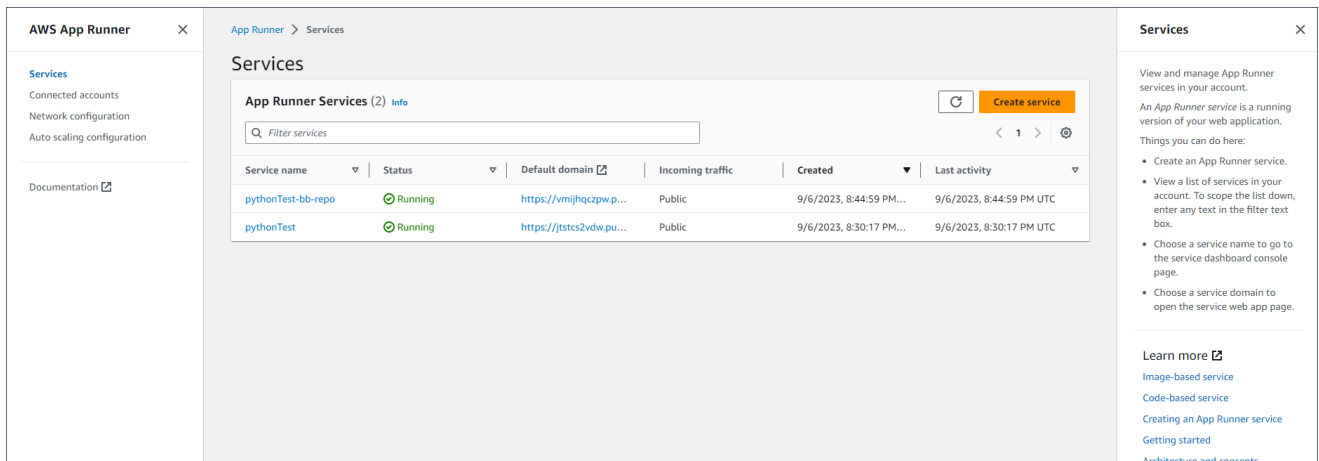 AWS App Runner
Services
Connected accounts
Network configuration
Auto scaling configuration
Documentation
App Runner > Services
Services
App Runner Services (2) Info
Create service
Filter services
< 1 >
Service name Status Default domain Incoming traffic Created Last activity
pythonTest-bb-repo Running https://vmijhqczpw.p... Public 9/6/2023, 8:44:59 PM... 9/6/2023, 8:44:59 PM UTC
pythonTest Running https://jtstcs2vdw.pu... Public 9/6/2023, 8:30:17 PM... 9/6/2023, 8:30:17 PM UTC
Services
View and manage App Runner
services in your account.
An App Runner service is a running
version of your web application.
Things you can do here:
• Create an App Runner service.
• View a list of services in your
account. To scope the list down,
enter any text in the filter text
box.
• Choose a service name to go to
the service dashboard console
page.
• Choose a service domain to
open the service web app page.
Learn more
Image-based service
Code-based service
Creating an App Runner service
Getting started
Architecture and concepts